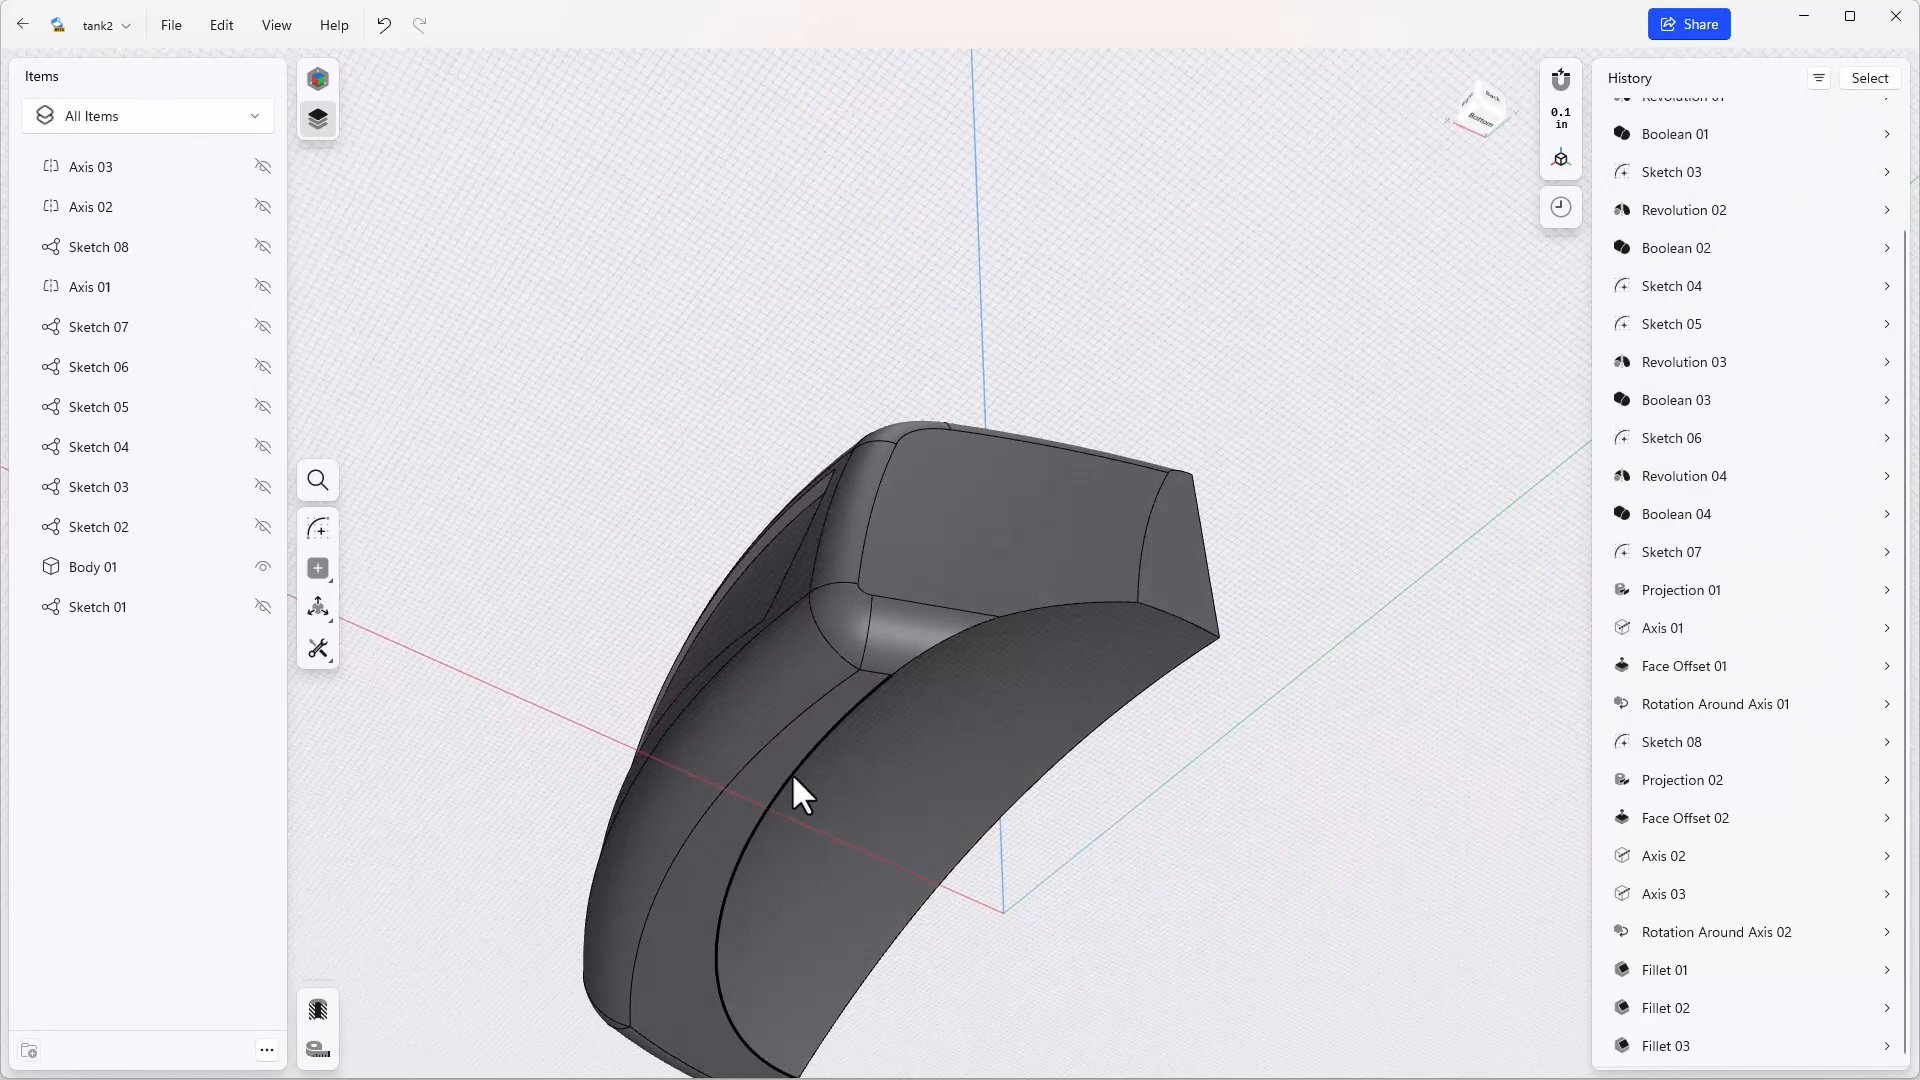 tank2
File
Edit
View
Help
Share
Items
All Items
Axis 03
Axis 02
Sketch 08
Axis 01
Sketch 07
Sketch 06
Sketch 05
Sketch 04
Sketch 03
Sketch 02
Body 01
Sketch 01
Back
Bottom
0.1
in
History
Select
Revolution 01
Boolean 01
Sketch 03
Revolution 02
Boolean 02
Sketch 04
Sketch 05
Revolution 03
Boolean 03
Sketch 06
Revolution 04
Boolean 04
Sketch 07
Projection 01
Axis 01
Face Offset 01
Rotation Around Axis 01
Sketch 08
Projection 02
Face Offset 02
Axis 02
Axis 03
Rotation Around Axis 02
Fillet 01
Fillet 02
Fillet 03